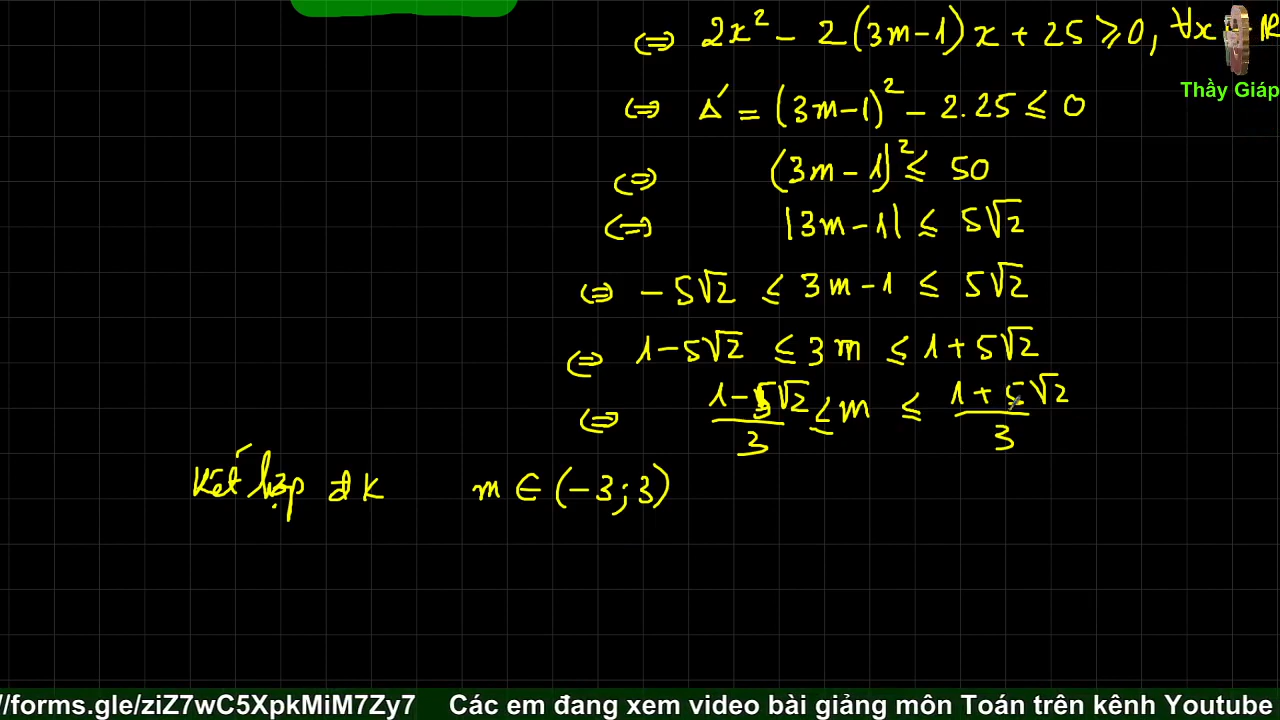 ⇔ 2x² - 2(3m-1)x + 25 ≥ 0, ∀x ℝ
Thầy Giáp
⇔ Δ' = (3m-1)² - 2.25 ≤ 0
⇔ (3m-1)² ≤ 50
⇔ |3m-1| ≤ 5√2
⇔ -5√2 ≤ 3m-1 ≤ 5√2
⇔ 1-5√2 ≤ 3m ≤ 1+5√2
⇔ (1-5√2)/3 ≤ m ≤ (1+5√2)/3
Kết hợp đk m ∈ (-3;3)
//forms.gle/ziZ7wC5XpkMiM7Zy7 Các em đang xem video bài giảng môn Toán trên kênh Youtube